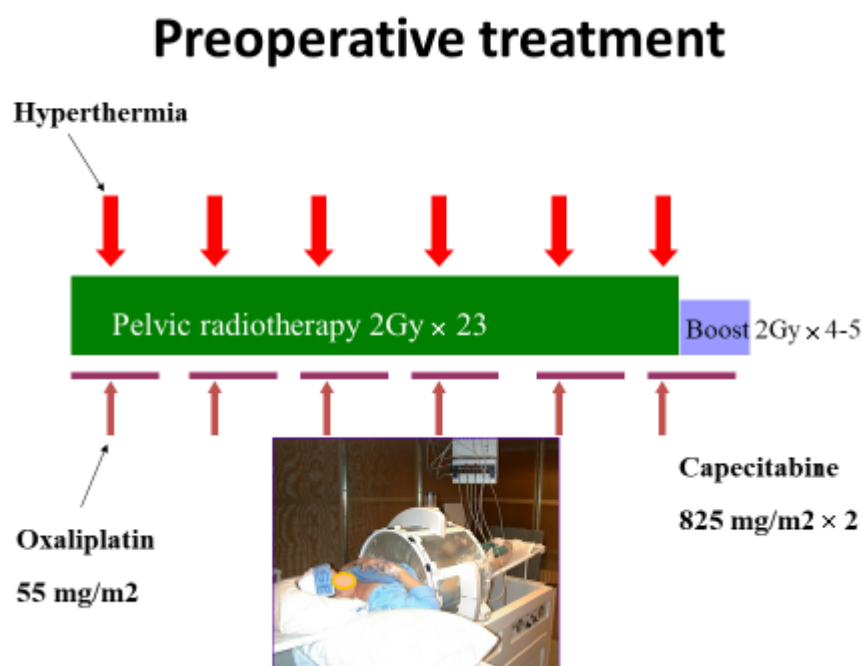 Preoperative treatment
Hyperthermia
Pelvic radiotherapy 2Gy × 23
Boost 2Gy × 4-5
Oxaliplatin
55 mg/m2
Capecitabine
825 mg/m2 × 2